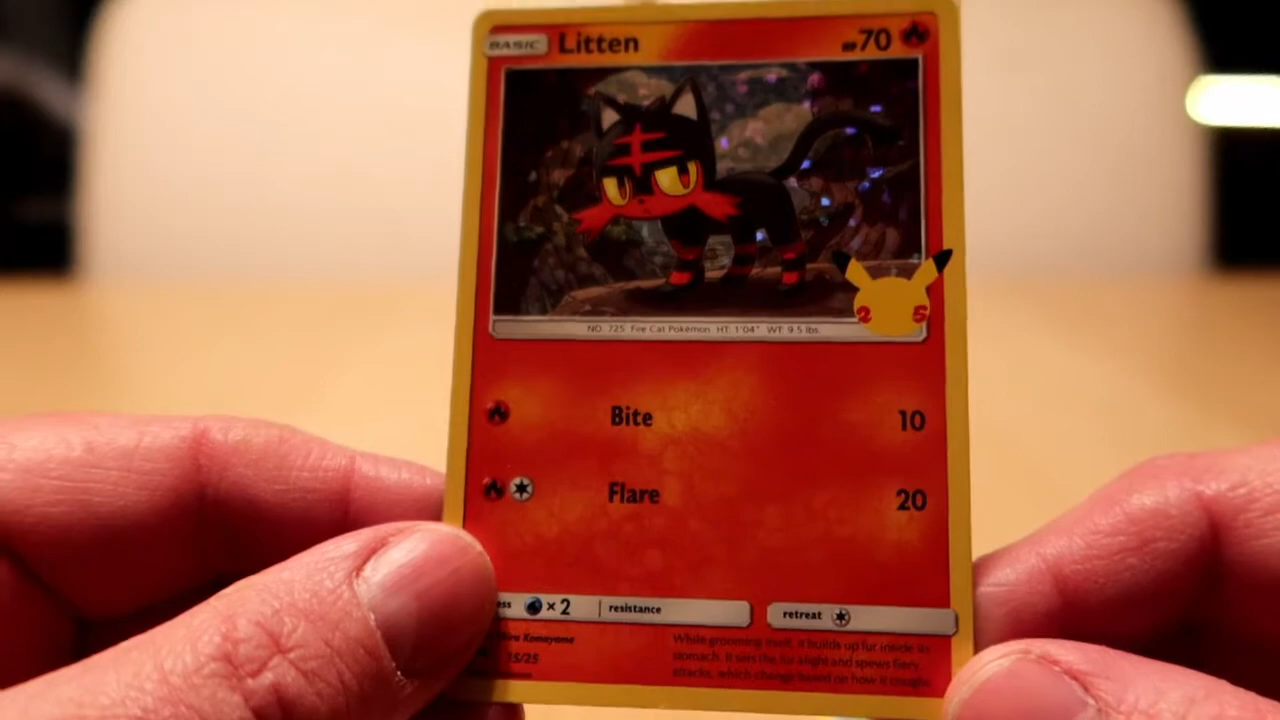 BASIC Litten HP70
NO. 725 Fire Cat Pokémon HT: 1'04" WT: 9.5 lbs.
25
Bite 10
Flare 20
×2 resistance retreat
Komayama
15/25
While grooming itself, it builds up fur inside its
stomach. It sets the fur alight and spews fiery
attacks, which change based on how it coughs.